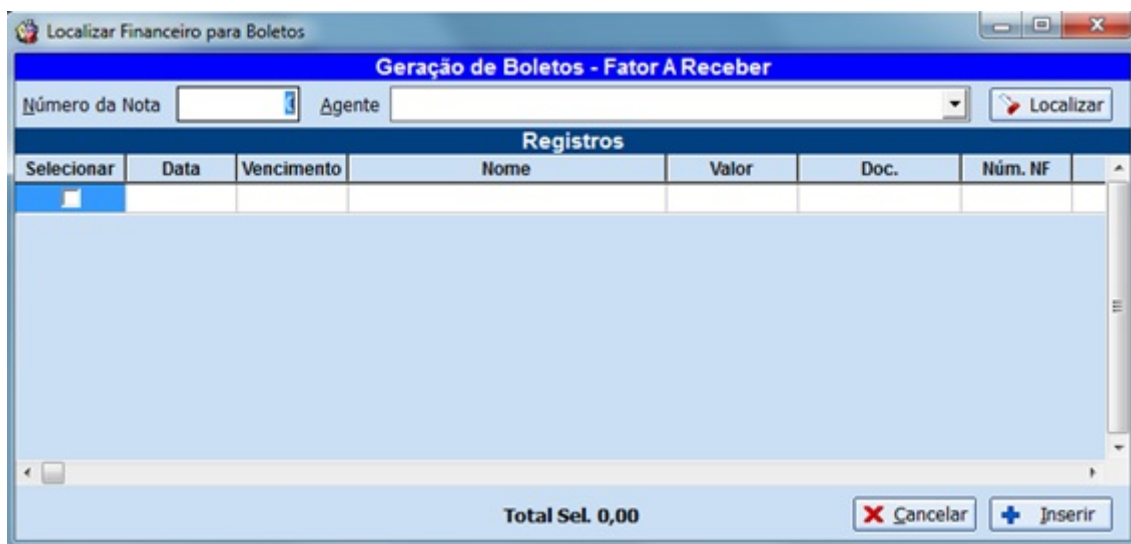 Localizar Financeiro para Boletos
Geração de Boletos - Fator A Receber
Número da Nota Agente Localizar
Registros
Selecionar Data Vencimento Nome Valor Doc. Núm. NF
Total Sel. 0,00 Cancelar Inserir